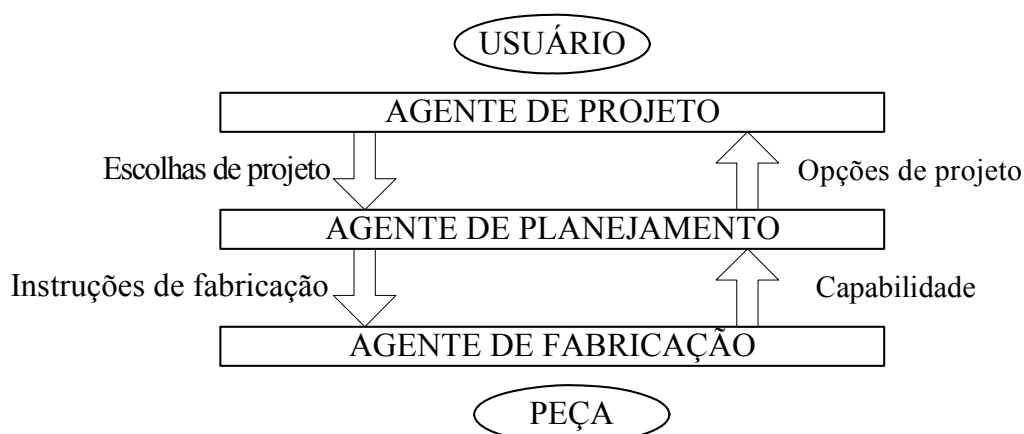 USUÁRIO
AGENTE DE PROJETO
Escolhas de projeto
Opções de projeto
AGENTE DE PLANEJAMENTO
Instruções de fabricação
Capabilidade
AGENTE DE FABRICAÇÃO
PEÇA